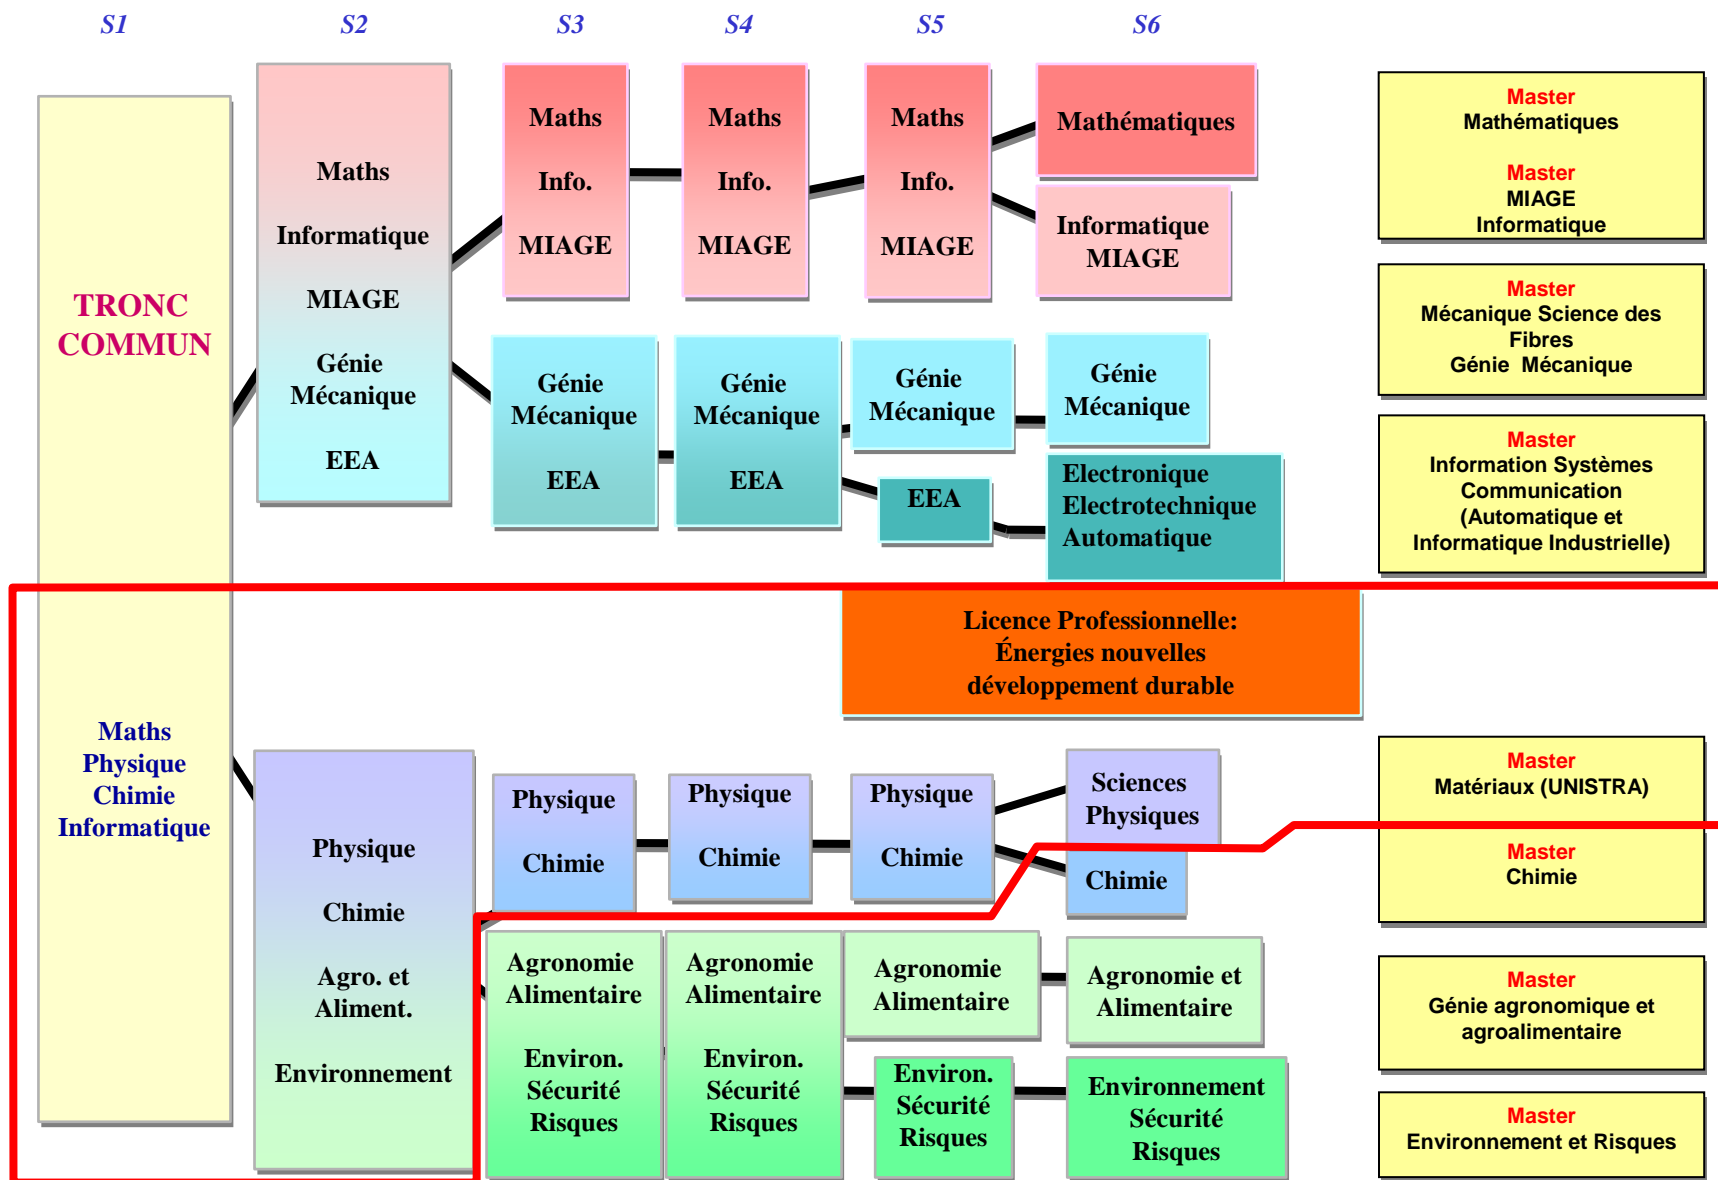 S1
S2
S3
S4
S5
S6
TRONC
COMMUN
Maths
Physique
Chimie
Informatique
Maths
Informatique
MIAGE
Génie
Mécanique
EEA
Maths
Info.
MIAGE
Maths
Info.
MIAGE
Maths
Info.
MIAGE
Mathématiques
Informatique
MIAGE
Génie
Mécanique
EEA
Génie
Mécanique
EEA
Génie
Mécanique
EEA
Génie
Mécanique
Electronique
Electrotechnique
Automatique
Licence Professionnelle:
Énergies nouvelles
développement durable
Physique
Chimie
Agro. et
Aliment.
Environnement
Physique
Chimie
Physique
Chimie
Physique
Chimie
Sciences
Physiques
Chimie
Agronomie
Alimentaire
Environ.
Sécurité
Risques
Agronomie
Alimentaire
Environ.
Sécurité
Risques
Agronomie
Alimentaire
Environ.
Sécurité
Risques
Agronomie et
Alimentaire
Environnement
Sécurité
Risques
Master
Mathématiques
Master
MIAGE
Informatique
Master
Mécanique Science des
Fibres
Génie Mécanique
Master
Information Systèmes
Communication
(Automatique et
Informatique Industrielle)
Master
Matériaux (UNISTRA)
Master
Chimie
Master
Génie agronomique et
agroalimentaire
Master
Environnement et Risques